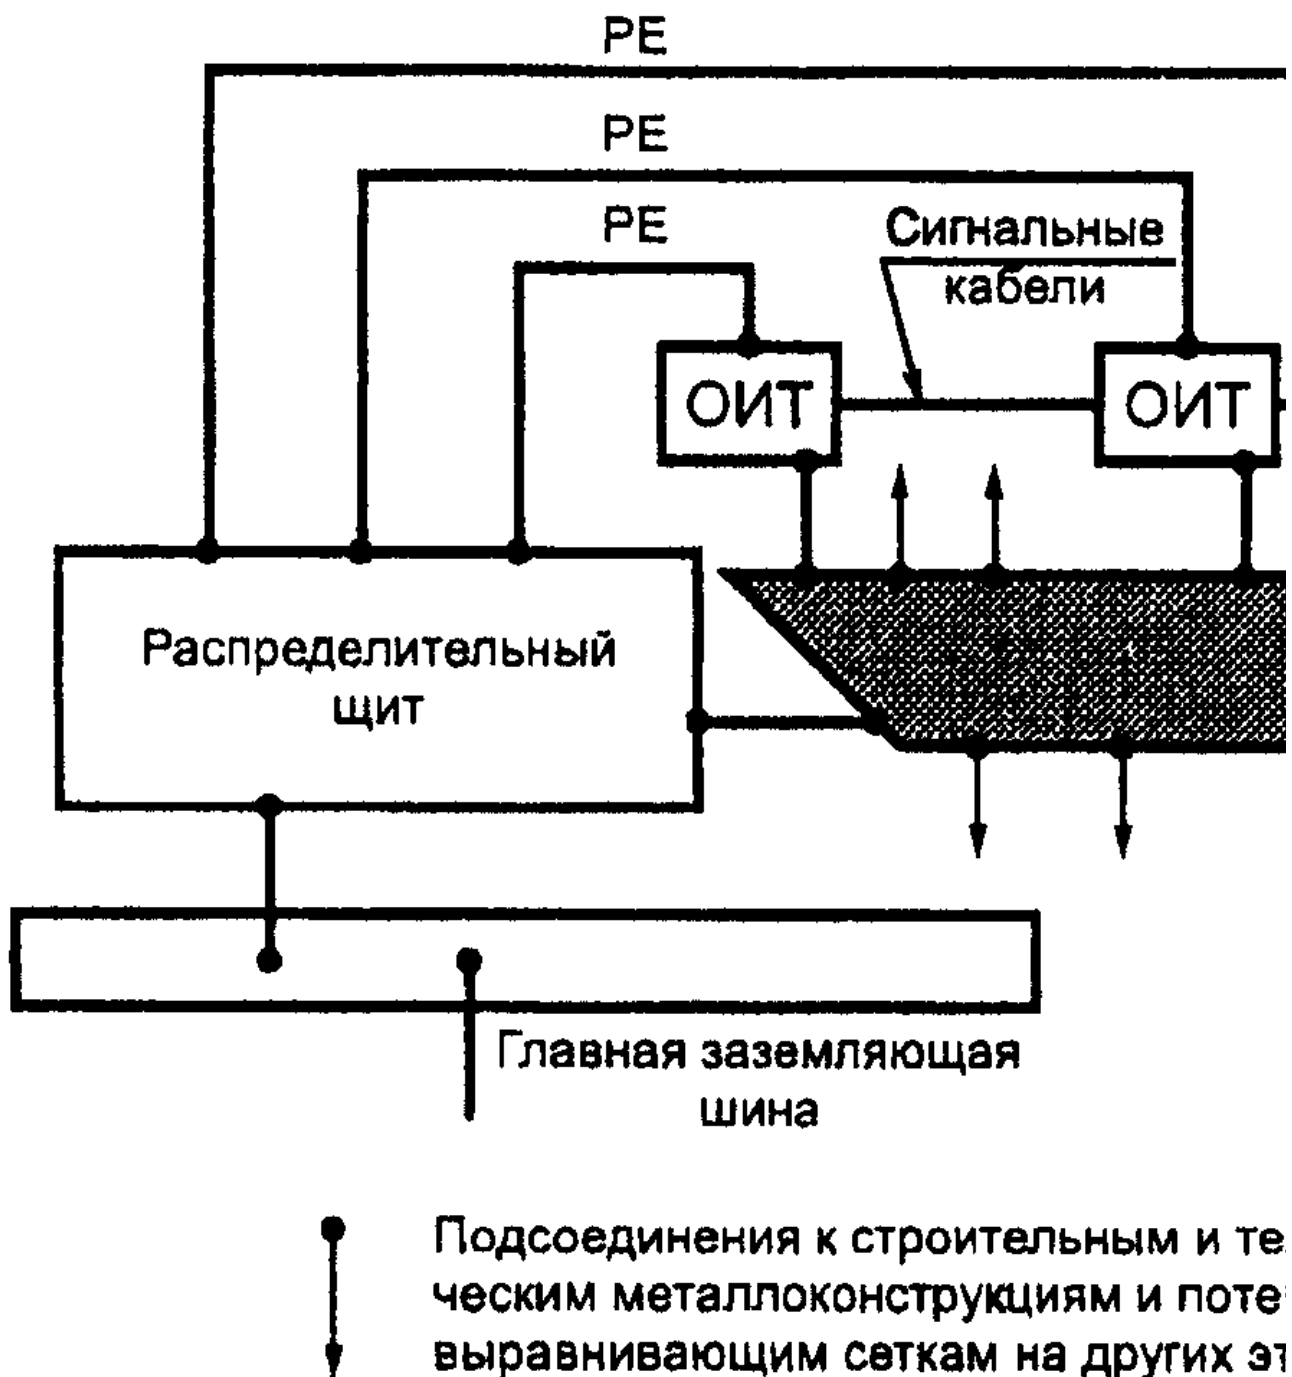 PE
PE
PE
Сигнальные
кабели
ОИТ
ОИТ
Распределительный
щит
Главная заземляющая
шина
Подсоединения к строительным и
ческим металлоконструкциям и
выравнивающим сеткам на других